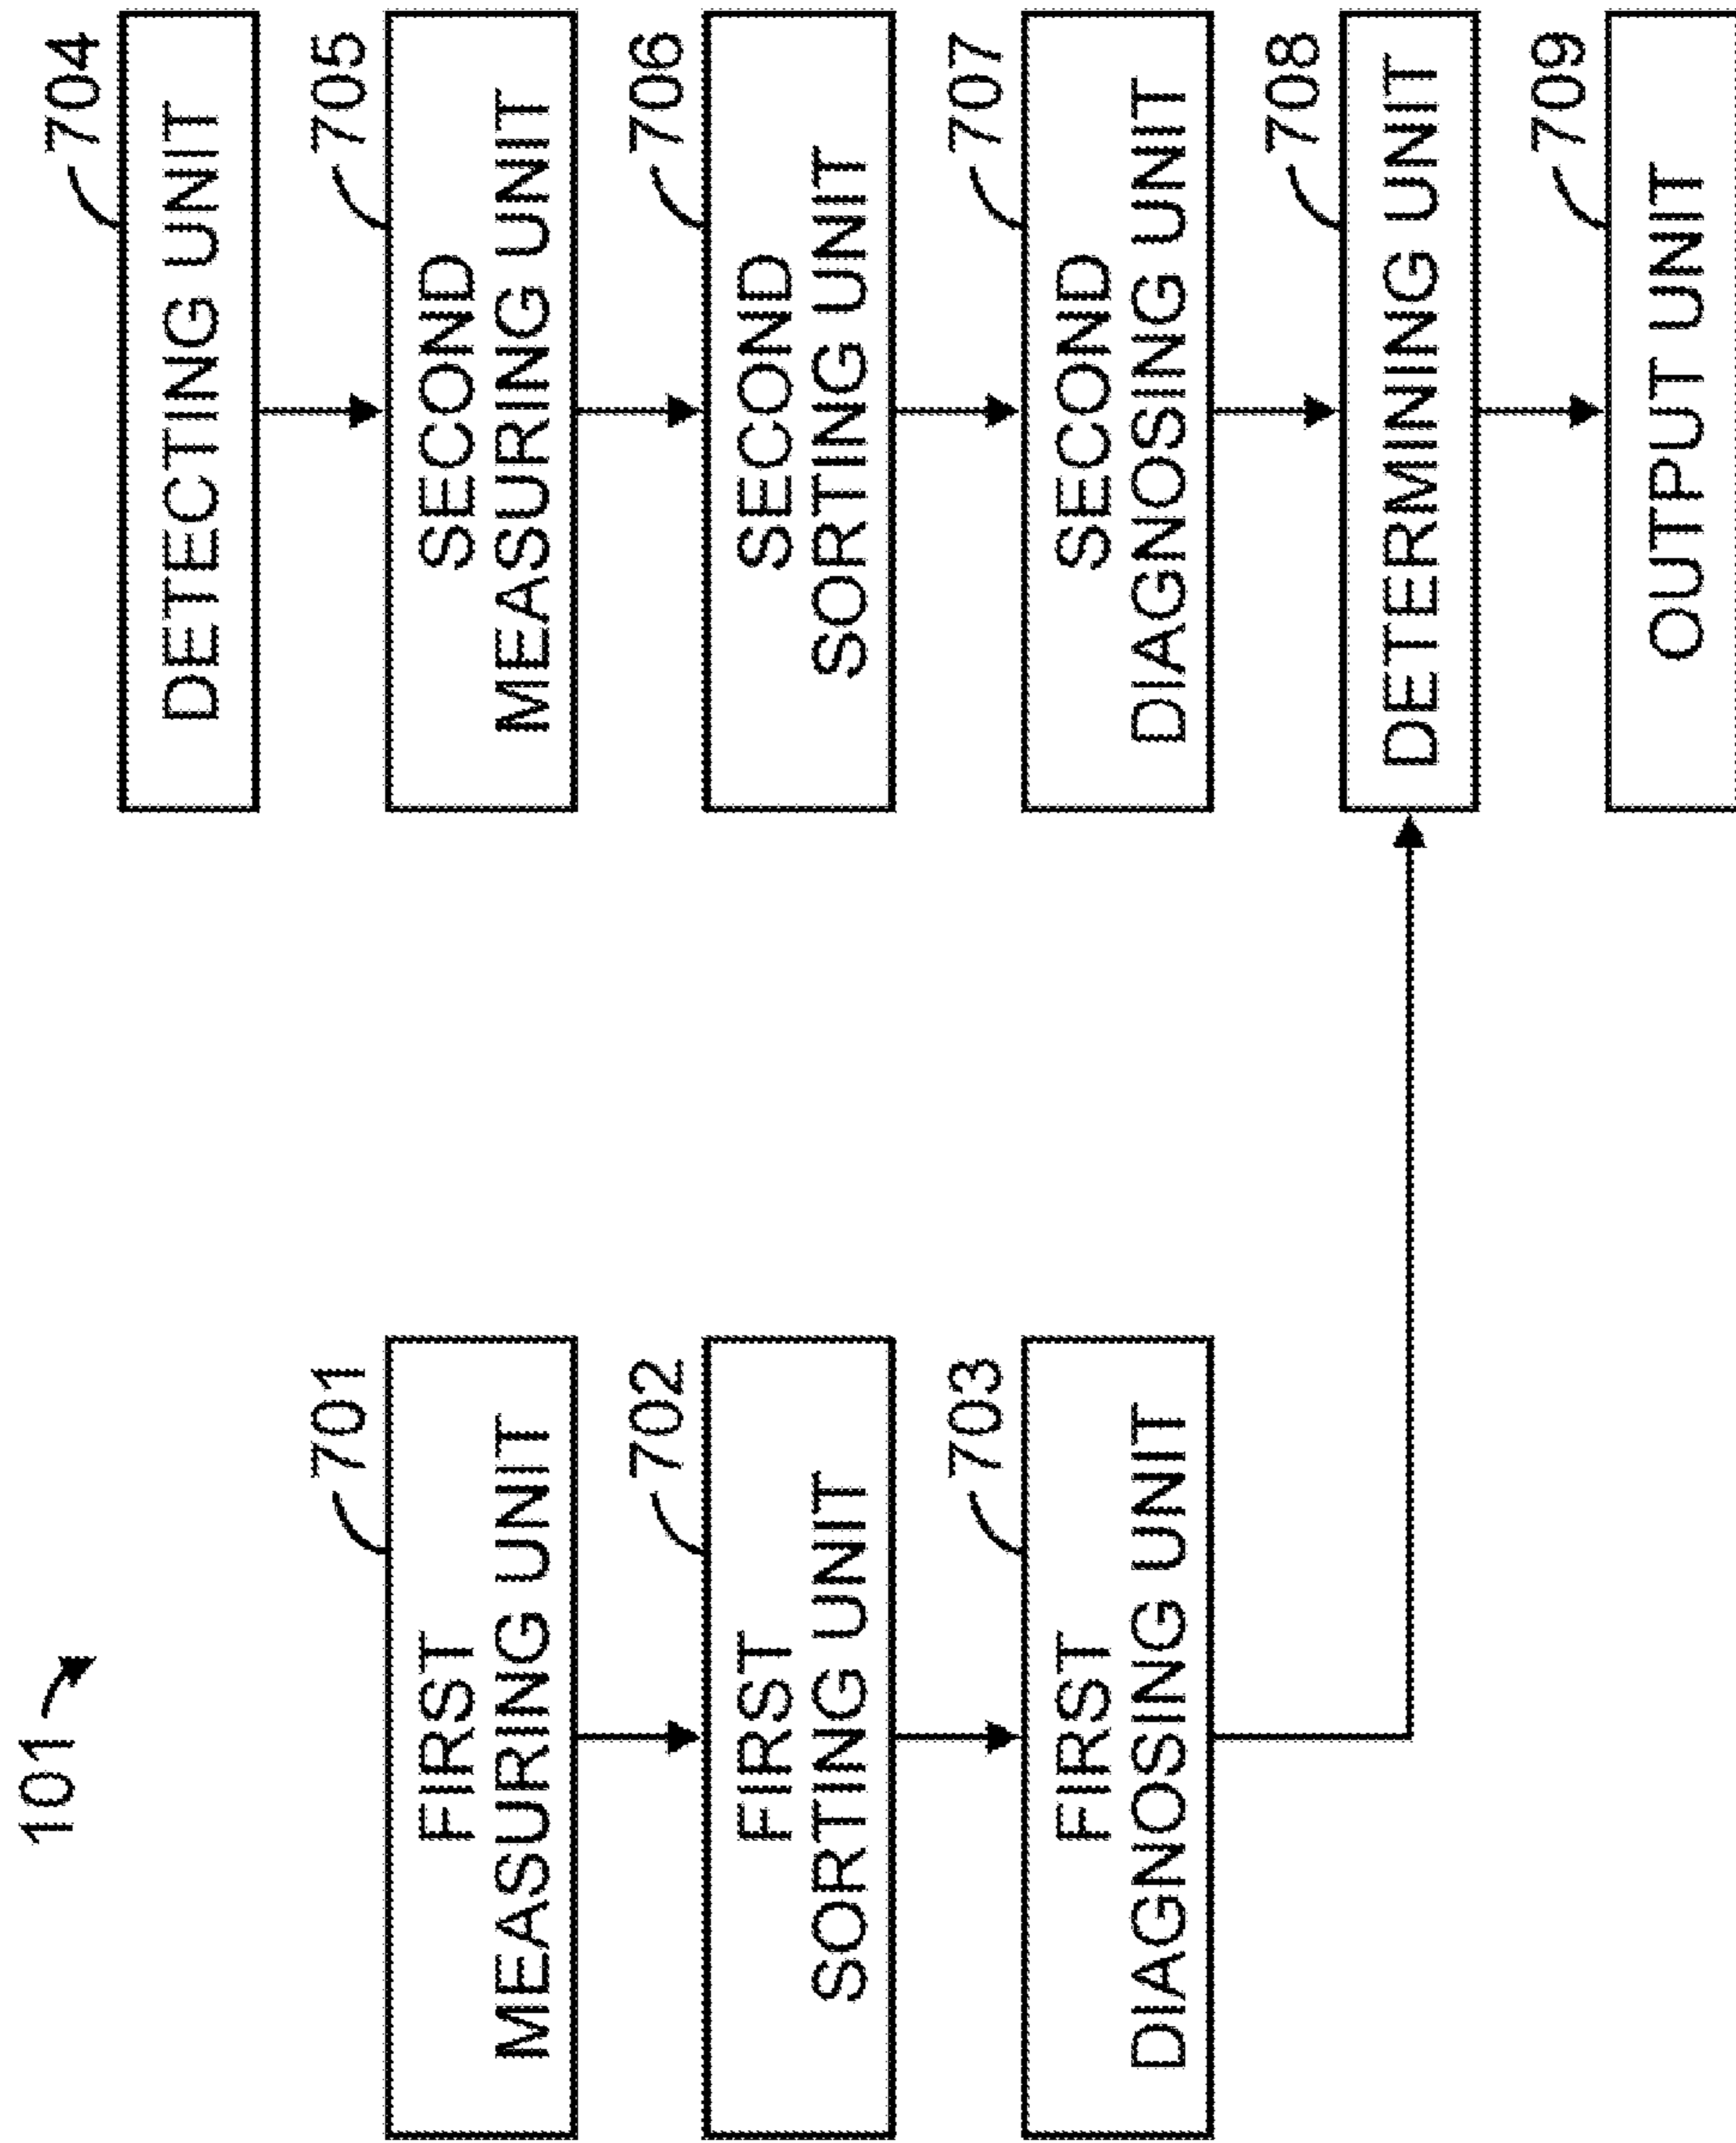 101
701
FIRST
MEASURING UNIT
702
FIRST
SORTING UNIT
703
FIRST
DIAGNOSING UNIT
704
DETECTING UNIT
705
SECOND
MEASURING UNIT
706
SECOND
SORTING UNIT
707
SECOND
DIAGNOSING UNIT
708
DETERMINING UNIT
709
OUTPUT UNIT